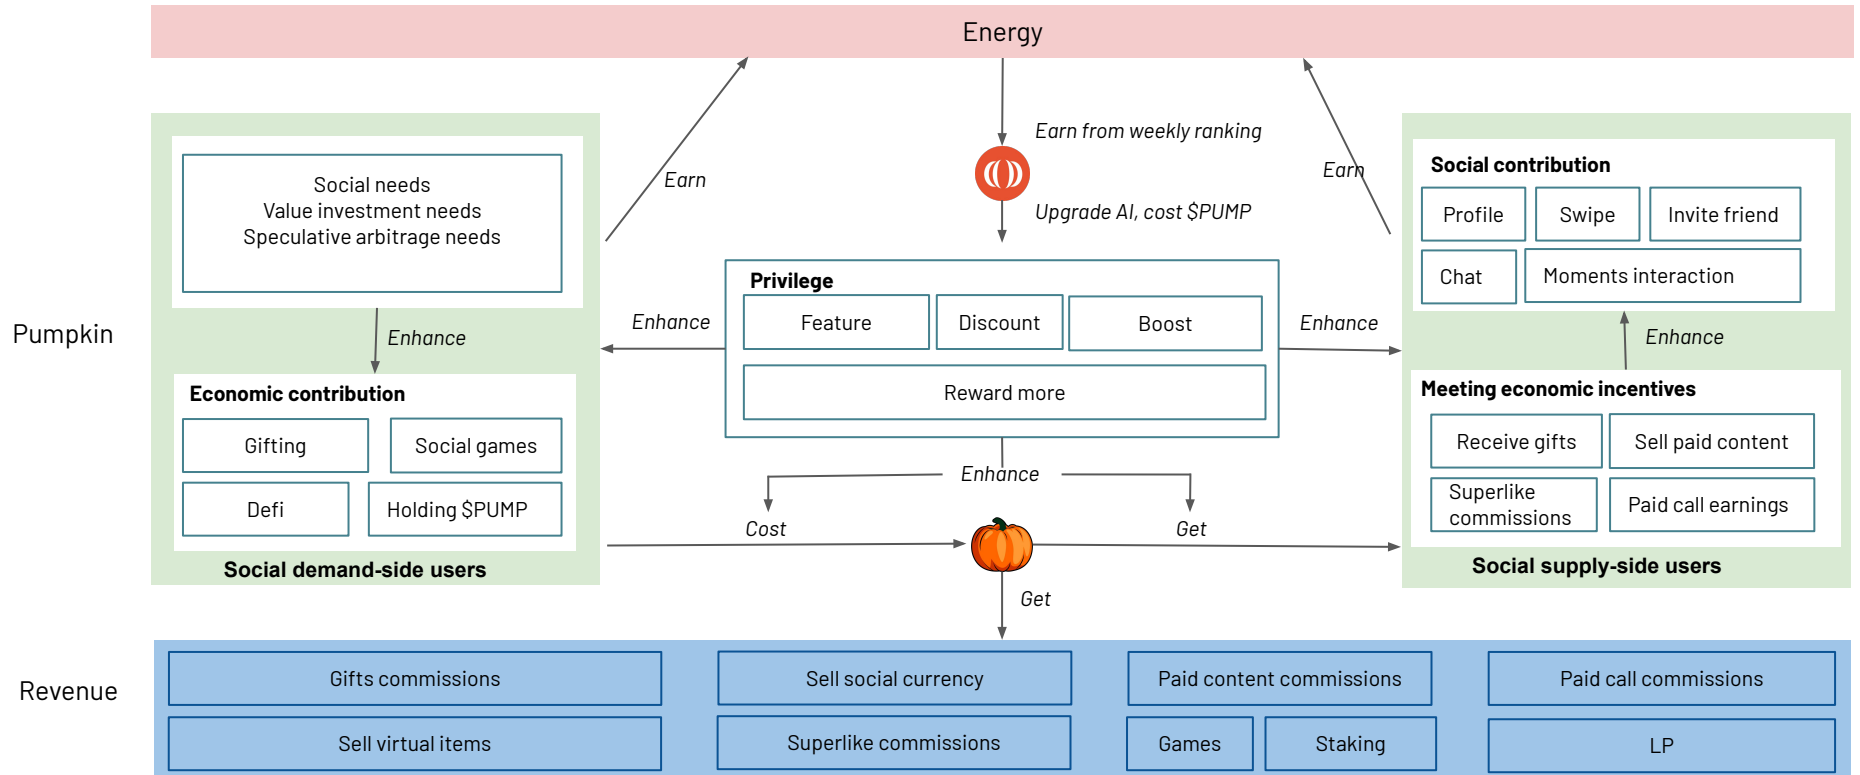 Energy
Earn from weekly ranking
Earn
Earn
Upgrade AI, cost $PUMP
Social needs
Value investment needs
Speculative arbitrage needs
Enhance
Economic contribution
Gifting
Social games
Defi
Holding $PUMP
Social demand-side users
Pumpkin
Enhance
Privilege
Feature
Discount
Boost
Reward more
Enhance
Enhance
Cost
Get
Get
Social contribution
Profile
Swipe
Invite friend
Chat
Moments interaction
Enhance
Meeting economic incentives
Receive gifts
Sell paid content
Superlike
commissions
Paid call earnings
Social supply-side users
Revenue
Gifts commissions
Sell social currency
Paid content commissions
Paid call commissions
Sell virtual items
Superlike commissions
Games
Staking
LP